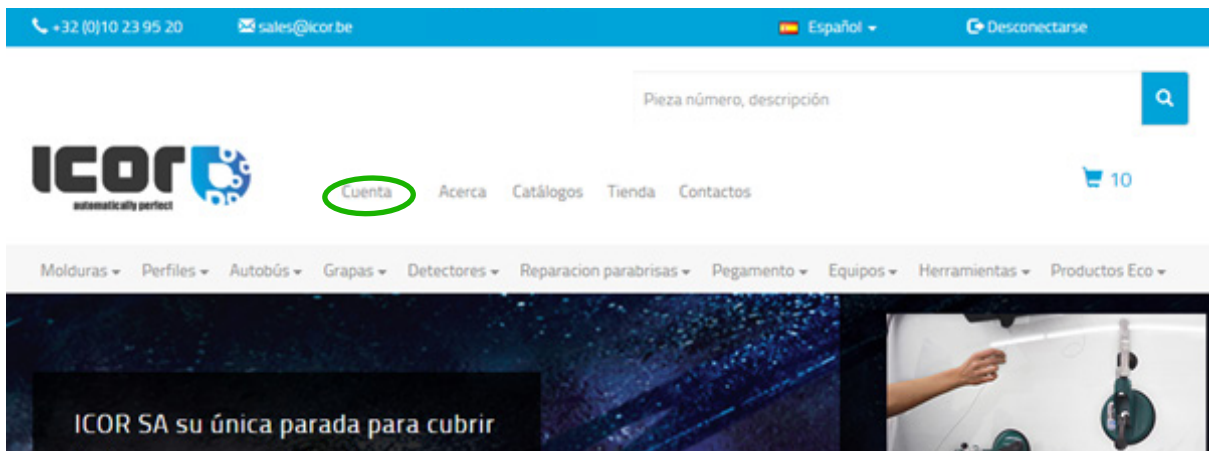 +32 (0)10 23 95 20 sales@icor.be Español Desconectarse
Pieza número, descripción
ICOR
automatically perfect
Cuenta Acerca Catálogos Tienda Contactos
10
Molduras Perfiles Autobús Grapas Detectores Reparacion parabrisas Pegamento Equipos Herramientas Productos Eco
ICOR SA su única parada para cubrir